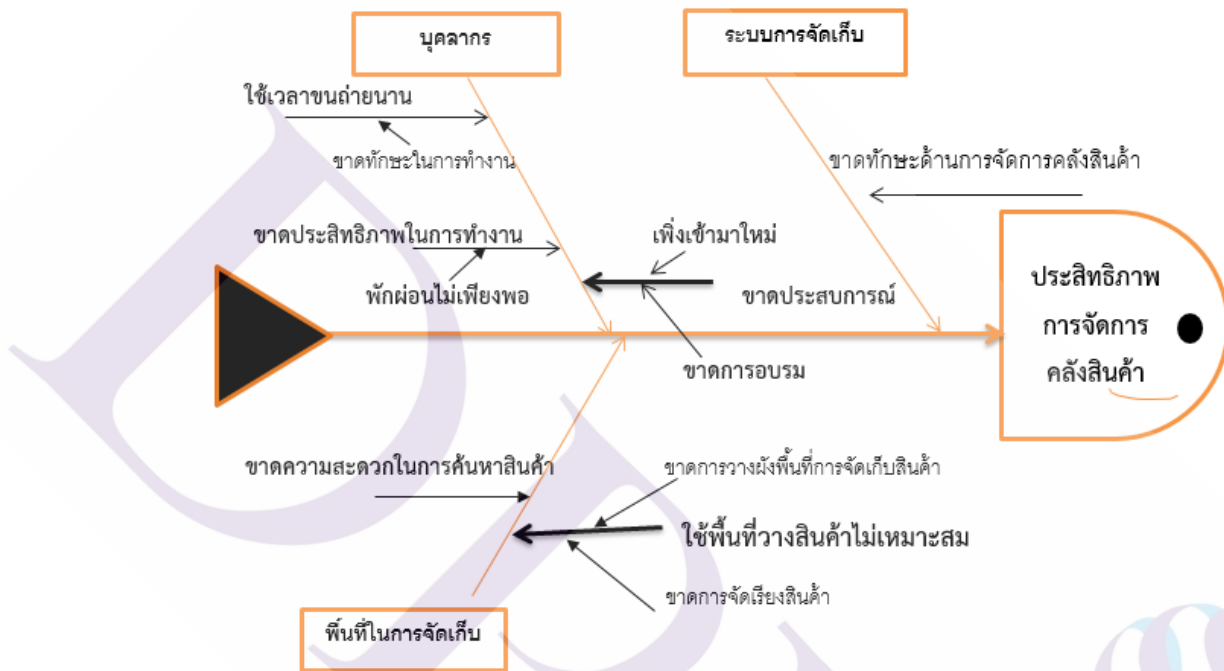 บุคลากร
ระบบการจัดเก็บ
ใช้เวลาขนถ่ายนาน
ขาดทักษะในการทำงาน
ขาดทักษะด้านการจัดการคลังสินค้า
ขาดประสิทธิภาพในการทำงาน
เพิ่งเข้ามาใหม่
พักผ่อนไม่เพียงพอ
ขาดประสบการณ์
ขาดการอบรม
ประสิทธิภาพ
การจัดการ
คลังสินค้า
ขาดความสะดวกในการค้นหาสินค้า
ขาดการวางผังพื้นที่การจัดเก็บสินค้า
ใช้พื้นที่วางสินค้าไม่เหมาะสม
ขาดการจัดเรียงสินค้า
พื้นที่ในการจัดเก็บ